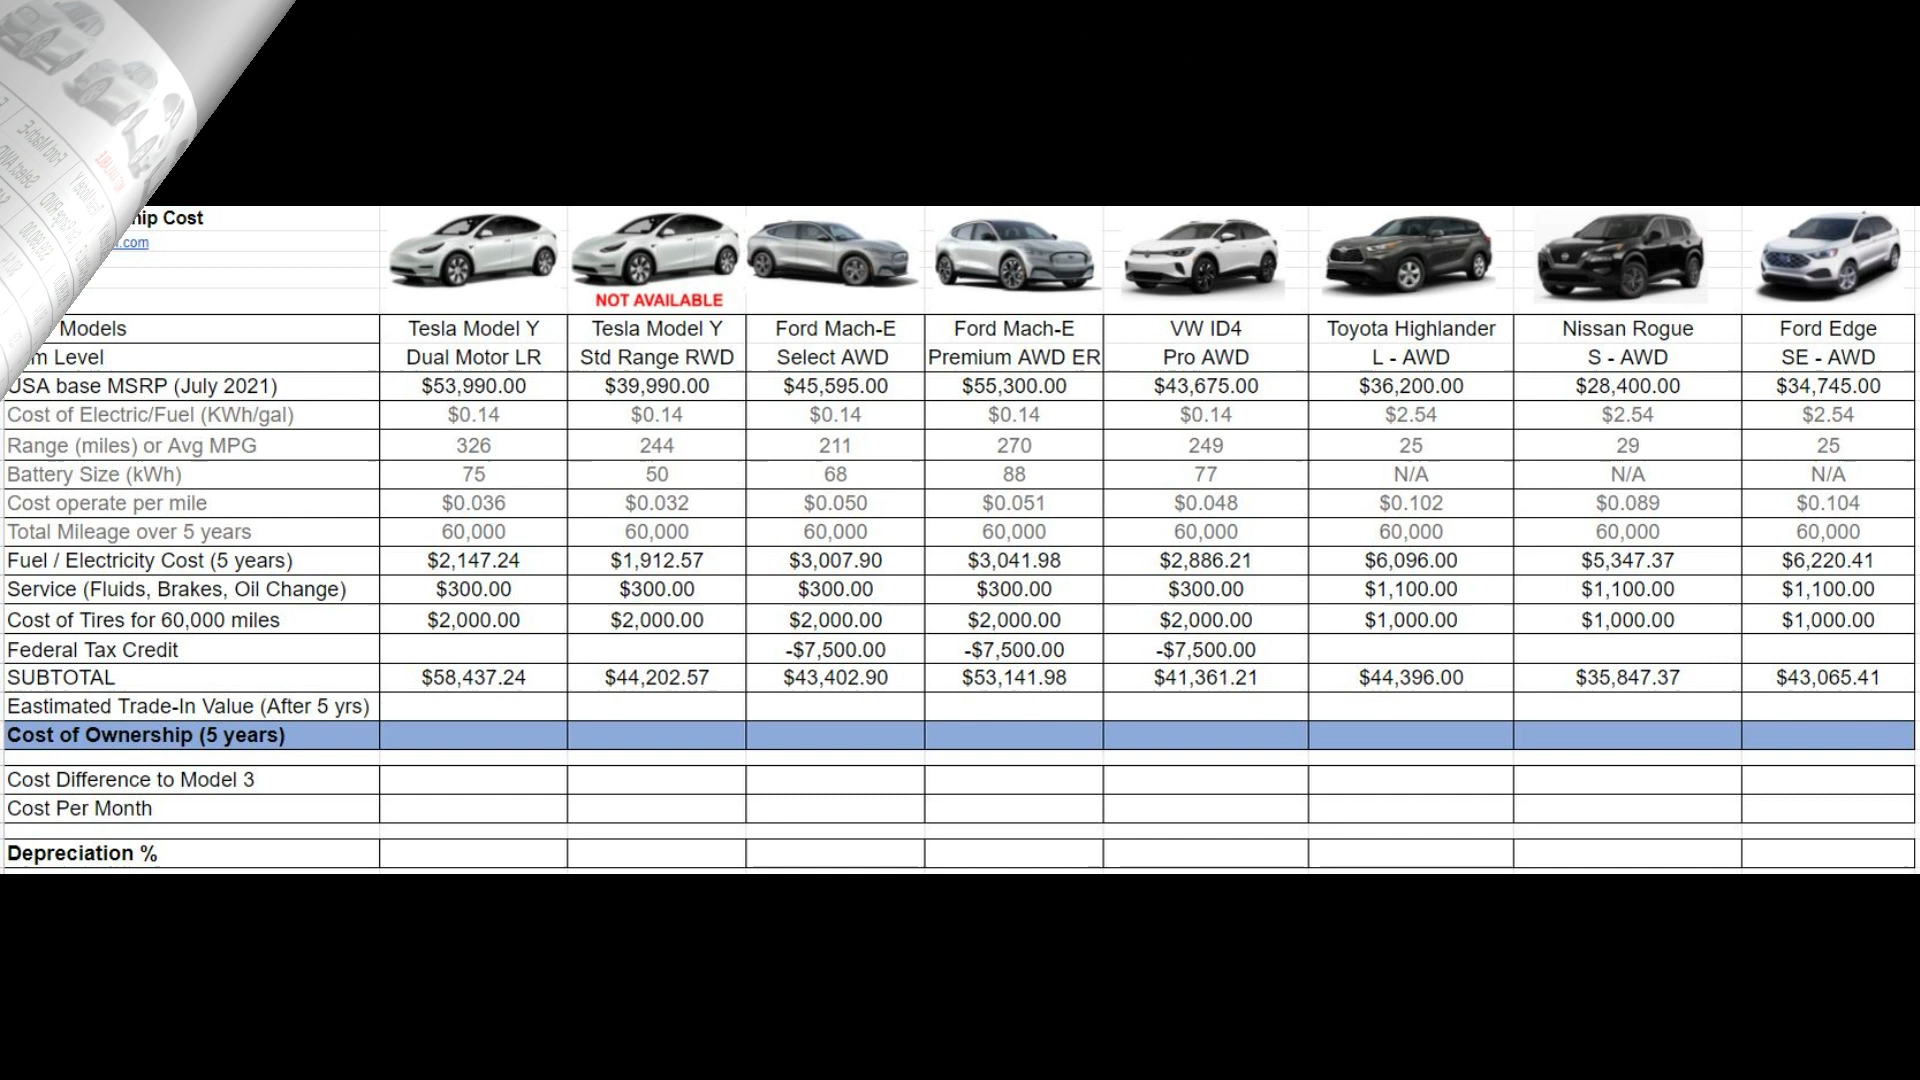 hip Cost
.com
NOT AVAILABLE
Models Tesla Model Y Tesla Model Y Ford Mach-E Ford Mach-E VW ID4 Toyota Highlander Nissan Rogue Ford Edge
m Level Dual Motor LR Std Range RWD Select AWD Premium AWD ER Pro AWD L - AWD S - AWD SE - AWD
USA base MSRP (July 2021) $53,990.00 $39,990.00 $45,595.00 $55,300.00 $43,675.00 $36,200.00 $28,400.00 $34,745.00
Cost of Electric/Fuel (KWh/gal) $0.14 $0.14 $0.14 $0.14 $0.14 $2.54 $2.54 $2.54
Range (miles) or Avg MPG 326 244 211 270 249 25 29 25
Battery Size (kWh) 75 50 68 88 77 N/A N/A N/A
Cost operate per mile $0.036 $0.032 $0.050 $0.051 $0.048 $0.102 $0.089 $0.104
Total Mileage over 5 years 60,000 60,000 60,000 60,000 60,000 60,000 60,000 60,000
Fuel / Electricity Cost (5 years) $2,147.24 $1,912.57 $3,007.90 $3,041.98 $2,886.21 $6,096.00 $5,347.37 $6,220.41
Service (Fluids, Brakes, Oil Change) $300.00 $300.00 $300.00 $300.00 $300.00 $1,100.00 $1,100.00 $1,100.00
Cost of Tires for 60,000 miles $2,000.00 $2,000.00 $2,000.00 $2,000.00 $2,000.00 $1,000.00 $1,000.00 $1,000.00
Federal Tax Credit -$7,500.00 -$7,500.00 -$7,500.00
SUBTOTAL $58,437.24 $44,202.57 $43,402.90 $53,141.98 $41,361.21 $44,396.00 $35,847.37 $43,065.41
Eastimated Trade-In Value (After 5 yrs)
Cost of Ownership (5 years)
Cost Difference to Model 3
Cost Per Month
Depreciation %